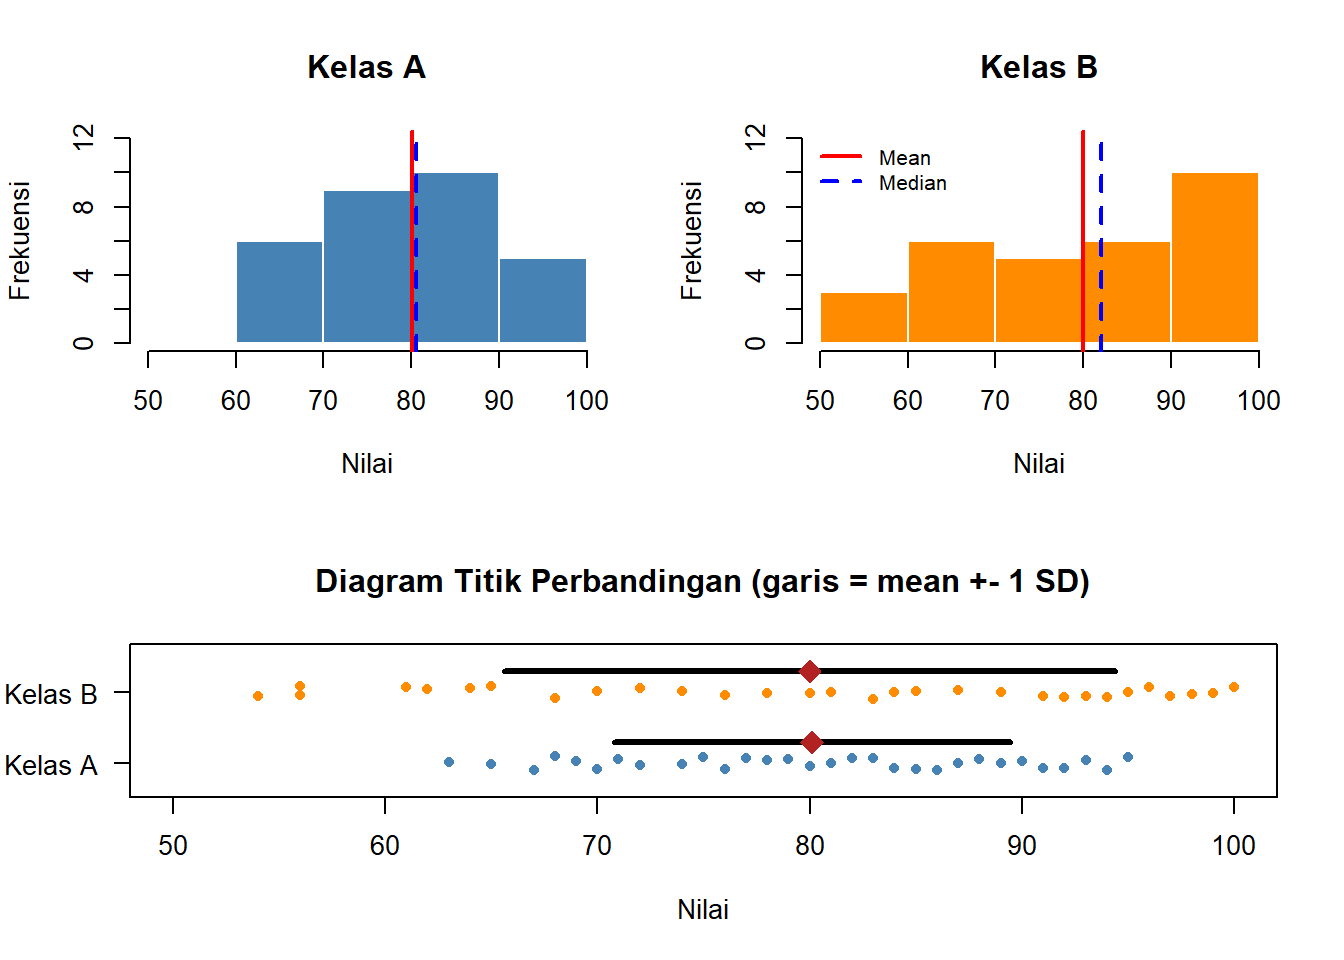 Kelas A
Frekuensi
12
8
4
0
50 60 70 80 90 100
Nilai
Kelas B
Frekuensi
12
8
4
0
Mean
Median
50 60 70 80 90 100
Nilai
Diagram Titik Perbandingan (garis = mean +- 1 SD)
Kelas B
Kelas A
50 60 70 80 90 100
Nilai